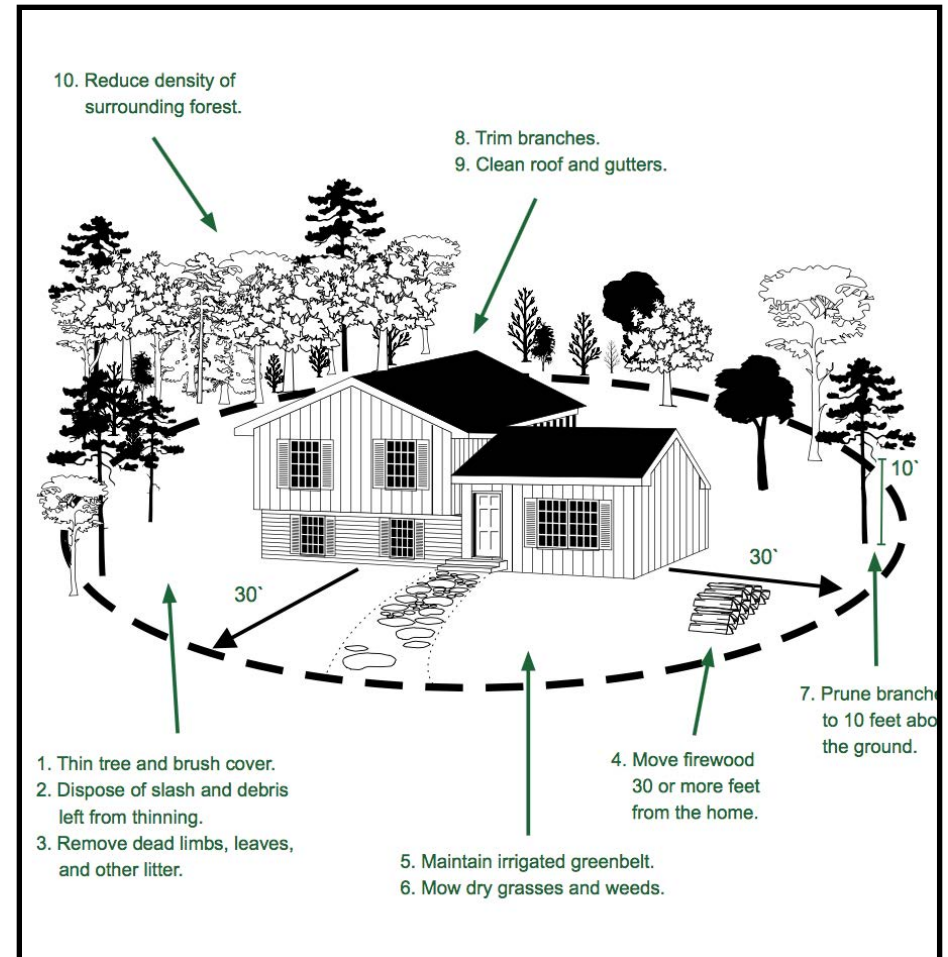 10. Reduce density of
surrounding forest.
8. Trim branches.
9. Clean roof and gutters.
10`
30`
30`
7. Prune branche
to 10 feet abo
the ground.
1. Thin tree and brush cover.
2. Dispose of slash and debris
left from thinning.
3. Remove dead limbs, leaves,
and other litter.
4. Move firewood
30 or more feet
from the home.
5. Maintain irrigated greenbelt.
6. Mow dry grasses and weeds.